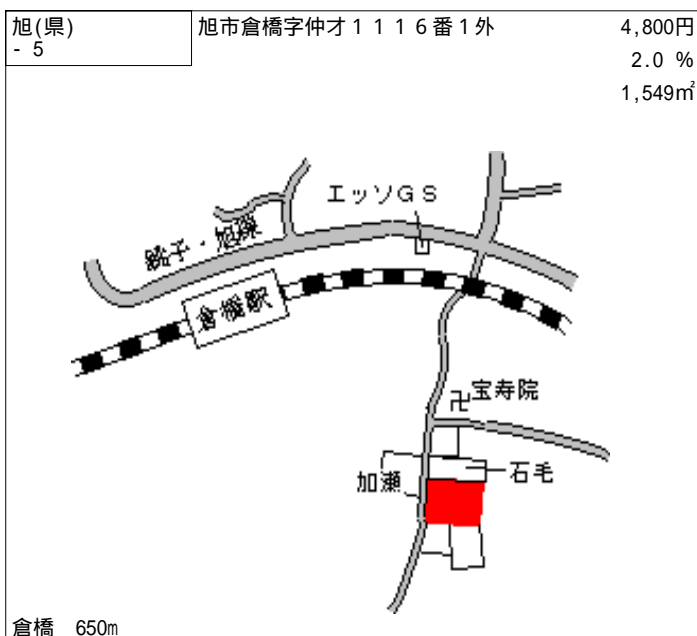 旭(県)
- 5
旭市倉橋字仲才１１１６番１外
4,800円
2.0 %
1,549㎡
エッソＧＳ
銚子・旭線
倉橋駅
卍宝寿院
石毛
加瀬
倉橋 650m